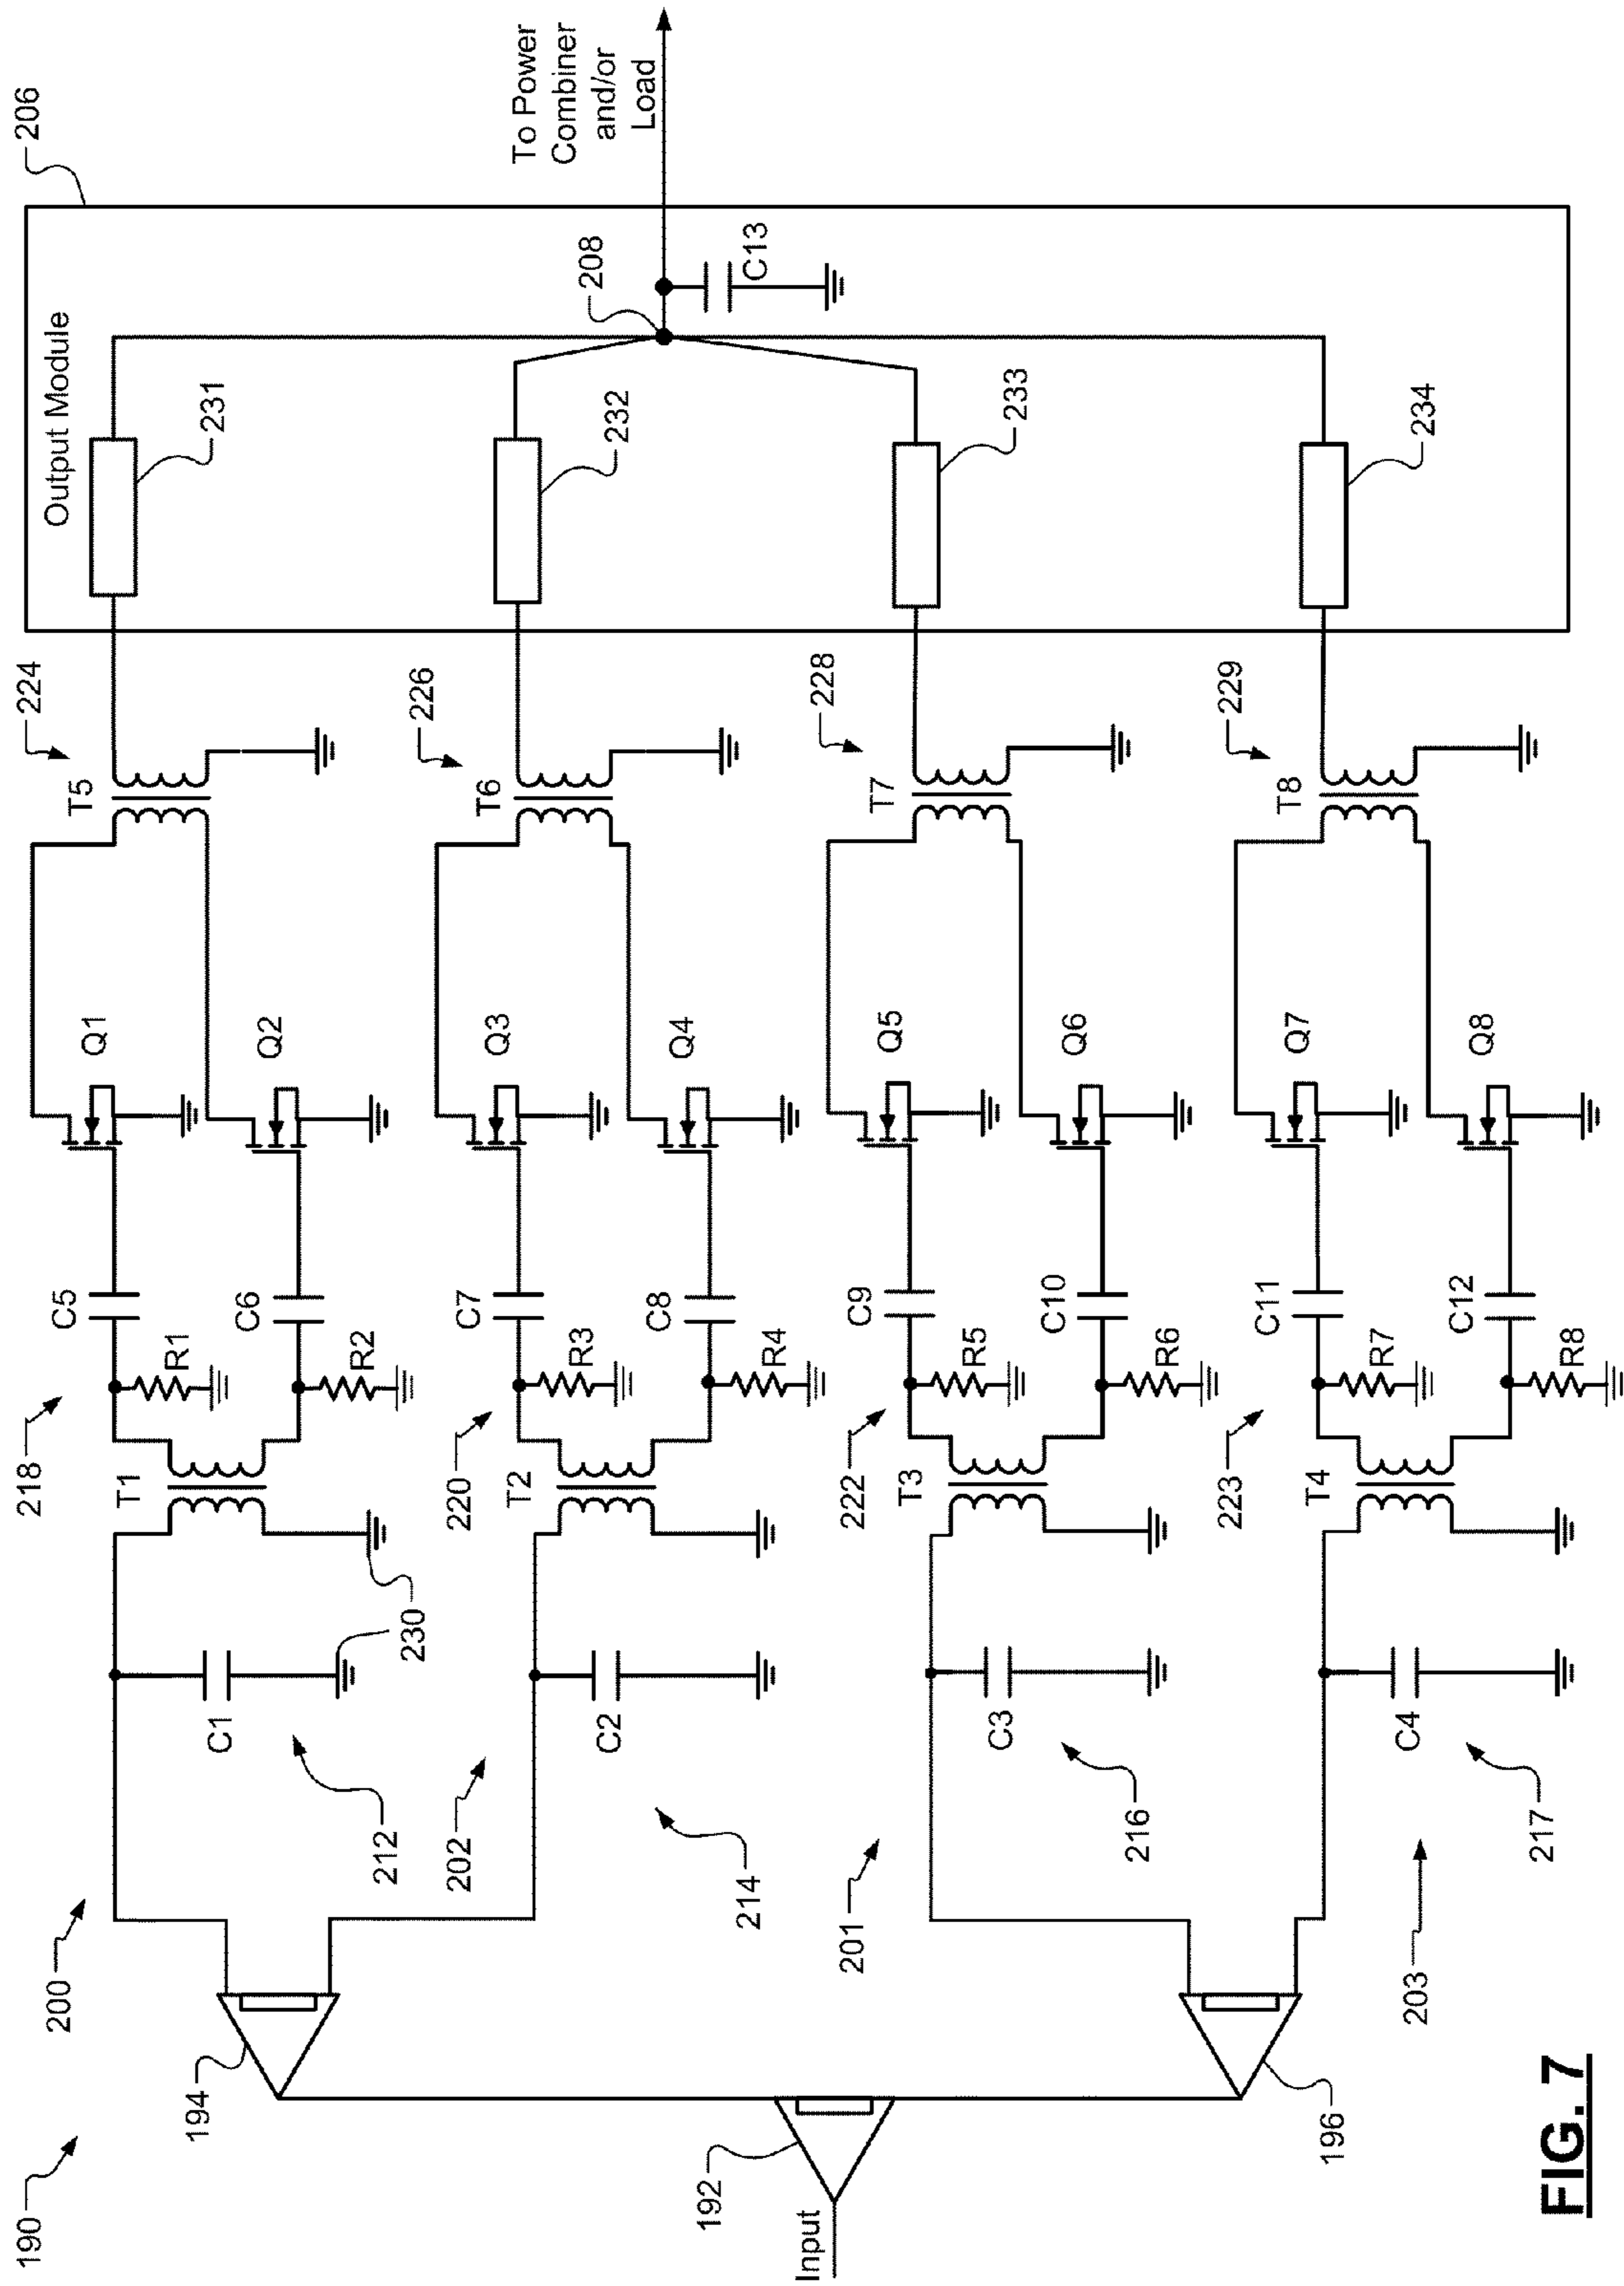 190
192
Input
194
196
200
202
201
203
212
214
216
217
C1
C2
C3
C4
230
218
220
222
223
T1
T2
T3
T4
R1
R2
R3
R4
R5
R6
R7
R8
C5
C6
C7
C8
C9
C10
C11
C12
Q1
Q2
Q3
Q4
Q5
Q6
Q7
Q8
224
226
228
229
T5
T6
T7
T8
Output Module
206
231
232
233
234
208
C13
To Power
Combiner
and/or
Load
FIG. 7